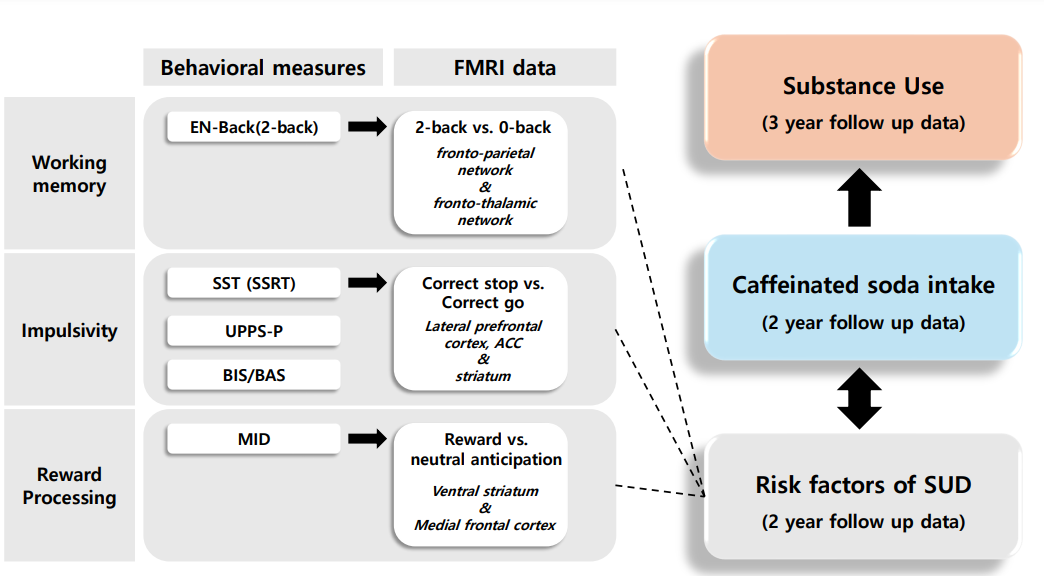 Behavioral measures
FMRI data
Working
memory
EN-Back(2-back)
2-back vs. 0-back
fronto-parietal
network
&
fronto-thalamic
network
Impulsivity
SST (SSRT)
UPPS-P
BIS/BAS
Correct stop vs.
Correct go
Lateral prefrontal
cortex, ACC
&
striatum
Reward
Processing
MID
Reward vs.
neutral anticipation
Ventral striatum
&
Medial frontal cortex
Substance Use
(3 year follow up data)
Caffeinated soda intake
(2 year follow up data)
Risk factors of SUD
(2 year follow up data)